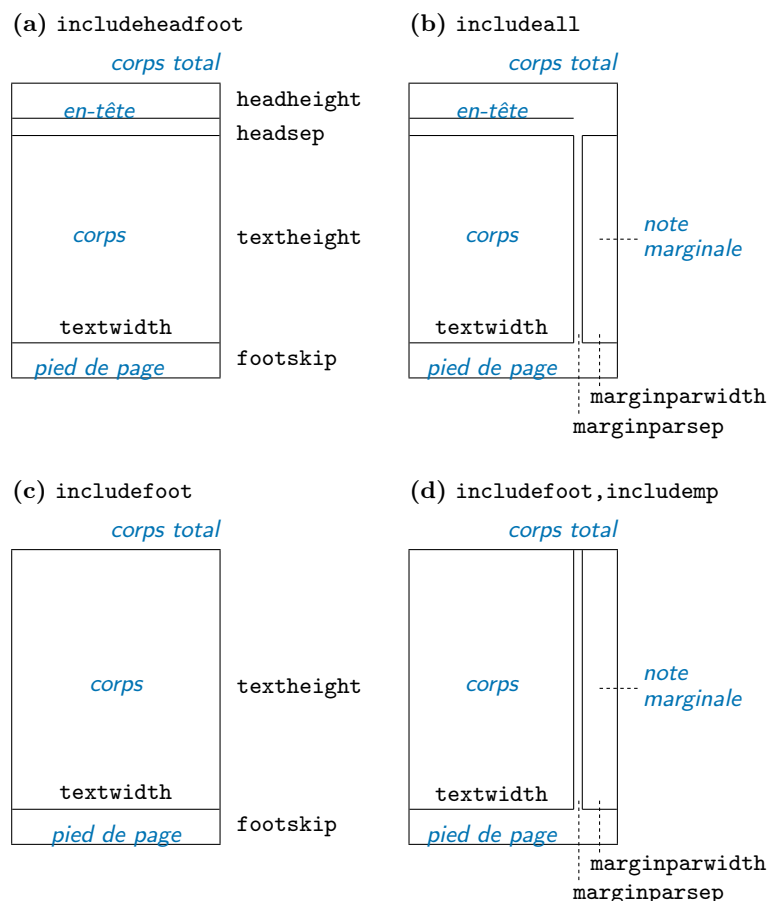 (a) includeheadfoot
corps total
en-tête
headheight
headsep
corps
textheight
textwidth
pied de page
footskip
(b) includeall
corps total
en-tête
corps
note
marginale
textwidth
pied de page
marginparwidth
marginparsep
(c) includefoot
corps total
corps
textheight
textwidth
pied de page
footskip
(d) includefoot,includemp
corps total
corps
note
marginale
textwidth
pied de page
marginparwidth
marginparsep